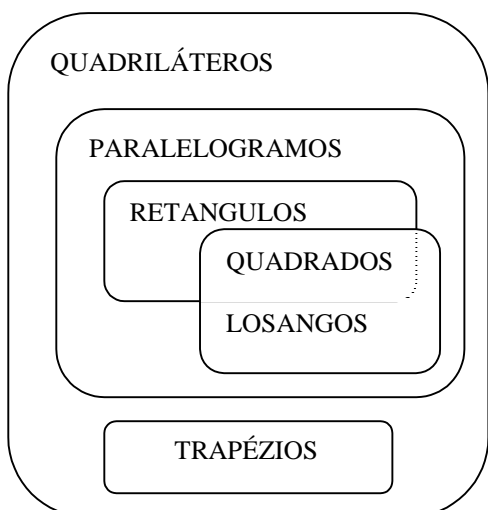 QUADRILÁTEROS
PARALELOGRAMOS
RETANGULOS
QUADRADOS
LOSANGOS
TRAPÉZIOS